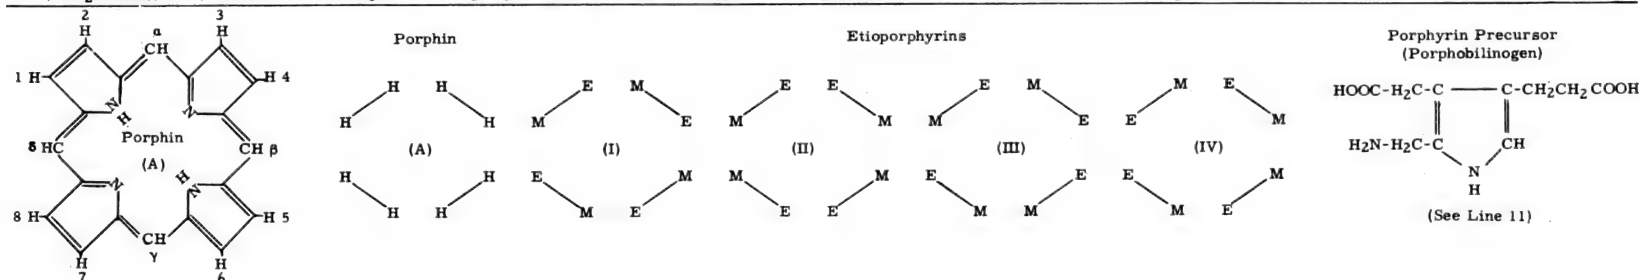 2 3
H α H
CH
1 H H 4
N N
H
Porphin
δ HC CH β
(A)
H
N N
8 H H 5
CH
H γ H
7 6
Porphin
H H
H H
(A)
H H
H H
Etioporphyrins
E M
M E
(I)
E M
M E
E E
M M
(II)
M M
E E
E M
M E
(III)
E E
M M
M E
E M
(IV)
E M
M E
Porphyrin Precursor
(Porphobilinogen)
HOOC-H2C-C C-CH2CH2COOH
H2N-H2C-C CH
N
H
(See Line 11)